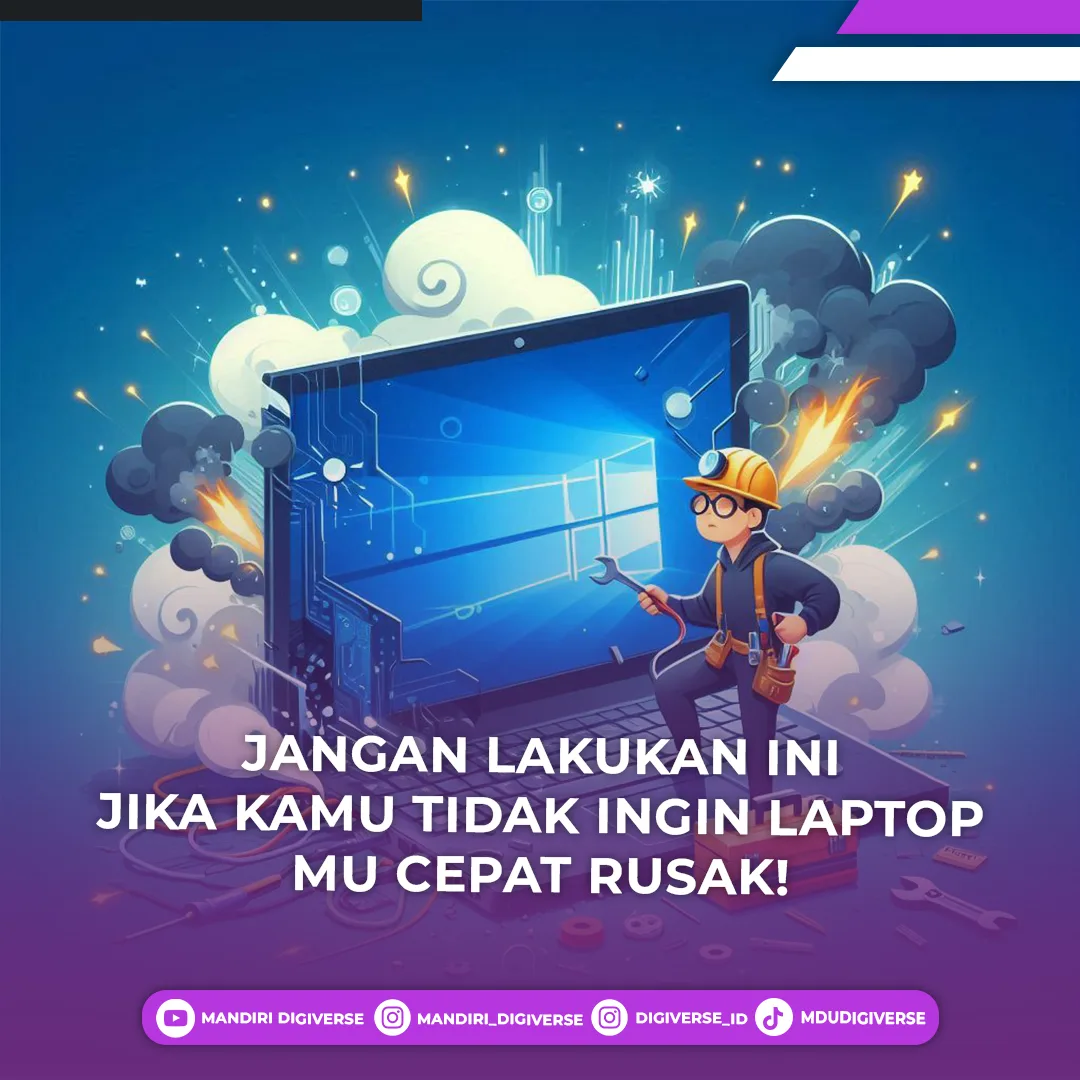 JANGAN LAKUKAN INI
JIKA KAMU TIDAK INGIN LAPTOP
MU CEPAT RUSAK!
MANDIRI DIGIVERSE MANDIRI_DIGIVERSE DIGIVERSE_ID MDUDIGIVERSE